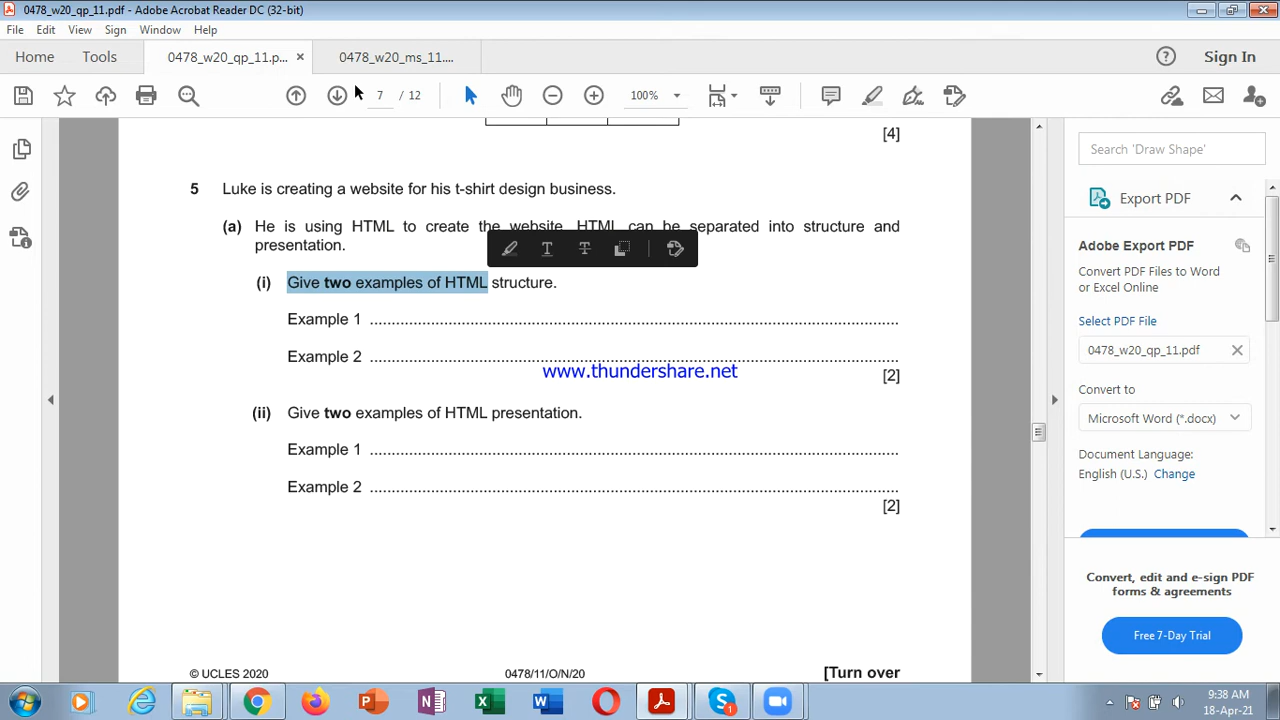 0478_w20_qp_11.pdf - Adobe Acrobat Reader DC (32-bit)
File Edit View Sign Window Help
Home Tools 0478_w20_qp_11.p... × 0478_w20_ms_11.... Sign In
7 / 12 100%
[4]
Search 'Draw Shape'
5 Luke is creating a website for his t-shirt design business.
Export PDF
(a) He is using HTML to create the website. HTML can be separated into structure and
presentation.
Adobe Export PDF
Convert PDF Files to Word
or Excel Online
(i) Give two examples of HTML structure.
Example 1
Select PDF File
0478_w20_qp_11.pdf
Example 2
www.thundershare.net
[2]
Convert to
Microsoft Word (*.docx)
(ii) Give two examples of HTML presentation.
Example 1
Document Language:
English (U.S.) Change
Example 2
[2]
Convert, edit and e-sign PDF
forms & agreements
Free 7-Day Trial
© UCLES 2020 0478/11/O/N/20 [Turn over
9:38 AM
18-Apr-21